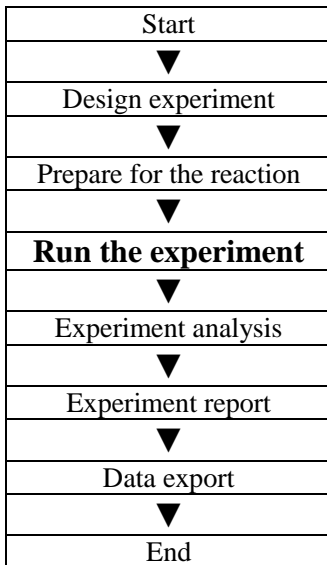 Start
▼
Design experiment
▼
Prepare for the reaction
▼
Run the experiment
▼
Experiment analysis
▼
Experiment report
▼
Data export
▼
End